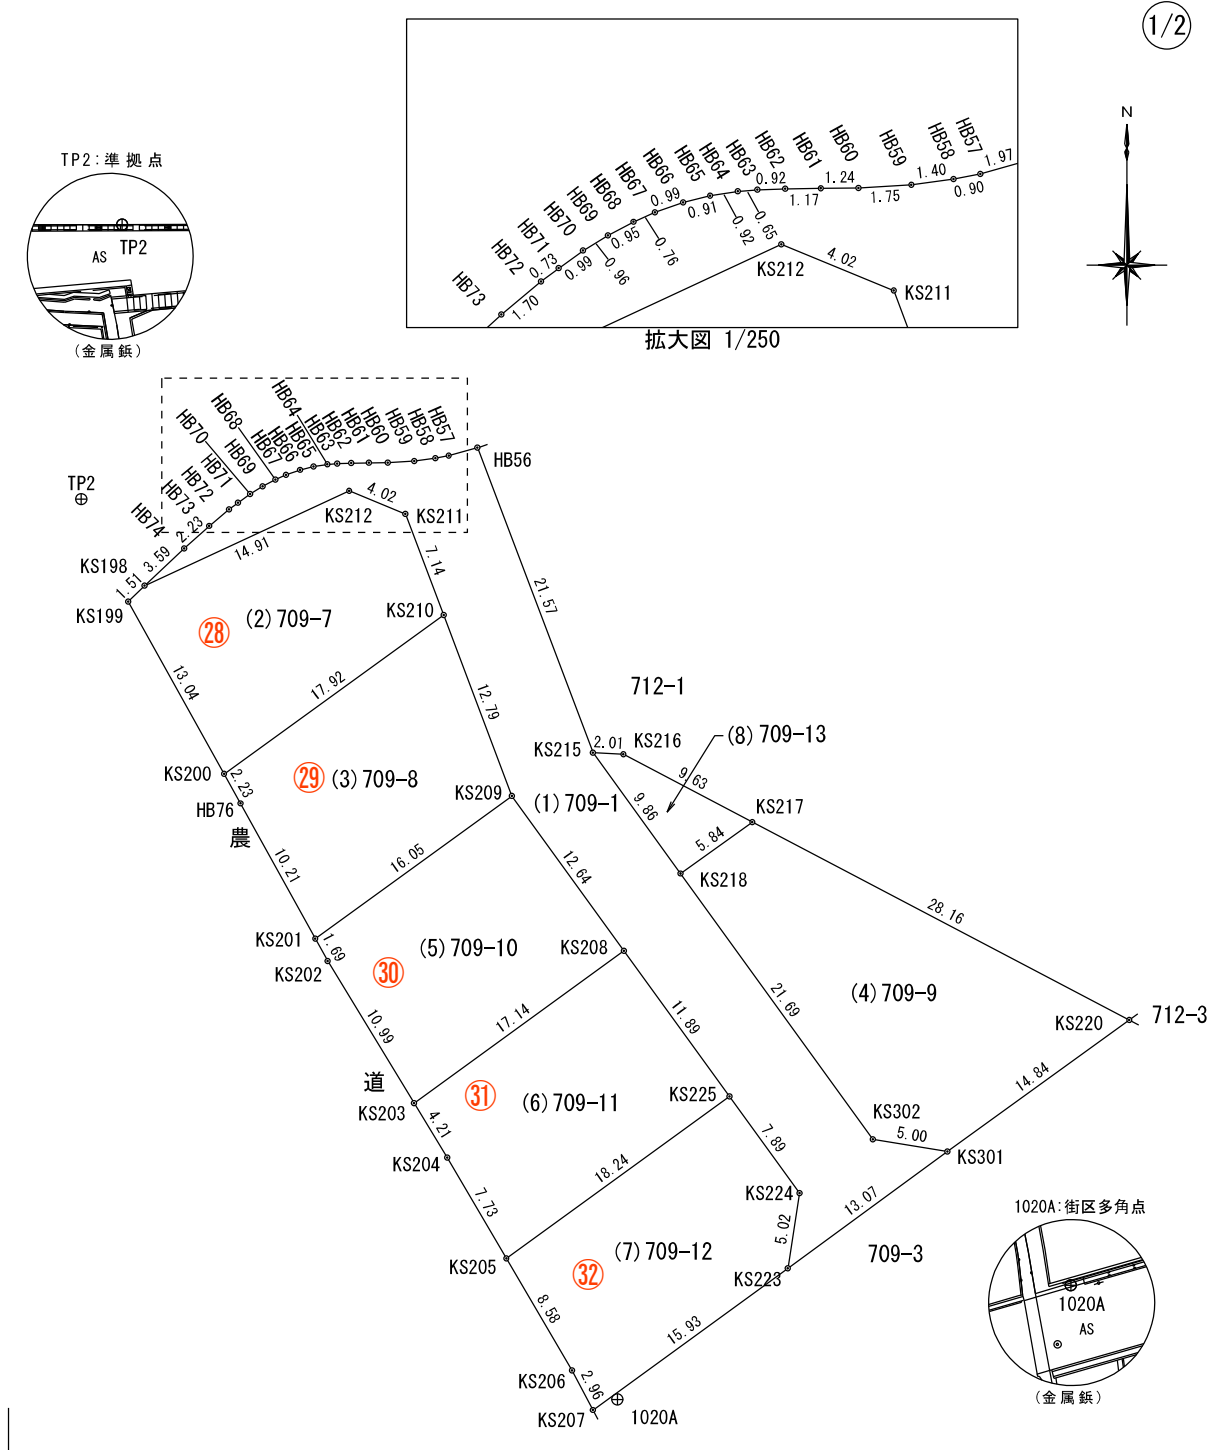 1/2
TP2:準拠点
TP2
AS
(金属鋲)
HB73
HB72
HB71
HB70
HB69
HB68
HB67
HB66
HB65
HB64
HB63
HB62
HB61
HB60
HB59
HB58
HB57
1.70
0.73
0.99
0.96
0.95
0.76
0.99
0.91
0.92
0.65
0.92
1.17
1.24
1.75
1.40
0.90
1.97
KS212
4.02
KS211
拡大図 1/250
N
HB74
HB73
HB72
HB71
HB70
HB69
HB68
HB67
HB66
HB65
HB64
HB63
HB62
HB61
HB60
HB59
HB58
HB57
HB56
TP2
KS198
KS199
1.51
3.59
2.23
14.91
KS212
4.02
KS211
7.14
21.57
KS210
28 (2)709-7
13.04
17.92
12.79
712-1
KS215
2.01
KS216
(8)709-13
9.63
KS200
2.23
HB76
農
29 (3)709-8
KS209
(1)709-1
9.86
KS217
5.84
KS218
10.21
16.05
12.64
28.16
KS201
1.69
KS202
(5)709-10
30
KS208
21.69
(4)709-9
KS220
712-3
10.99
17.14
11.89
道
KS203
4.21
31
(6)709-11
KS225
14.84
KS302
5.00
KS301
KS204
7.73
18.24
7.89
KS224
5.02
13.07
KS205
(7)709-12
32
KS223
709-3
8.58
15.93
KS206
2.96
KS207
1020A
1020A:街区多角点
1020A
AS
(金属鋲)